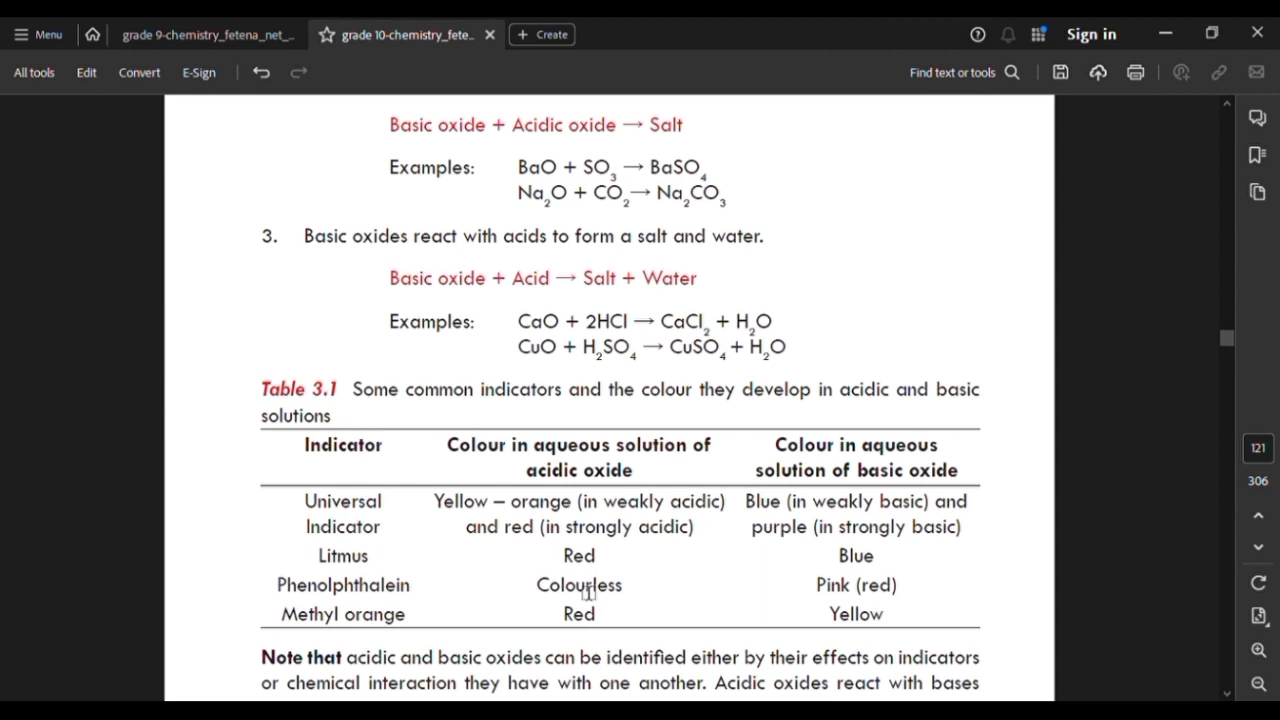 Menu grade 9-chemistry_fetena_net_... grade 10-chemistry_fete... Create Sign in
All tools Edit Convert E-Sign Find text or tools
Basic oxide + Acidic oxide → Salt
Examples: BaO + SO₃ → BaSO₄
Na₂O + CO₂ → Na₂CO₃
3. Basic oxides react with acids to form a salt and water.
Basic oxide + Acid → Salt + Water
Examples: CaO + 2HCl → CaCl₂ + H₂O
CuO + H₂SO₄ → CuSO₄ + H₂O
Table 3.1 Some common indicators and the colour they develop in acidic and basic
solutions
Indicator Colour in aqueous solution of Colour in aqueous
acidic oxide solution of basic oxide
Universal Yellow – orange (in weakly acidic) Blue (in weakly basic) and
Indicator and red (in strongly acidic) purple (in strongly basic)
Litmus Red Blue
Phenolphthalein Colourless Pink (red)
Methyl orange Red Yellow
Note that acidic and basic oxides can be identified either by their effects on indicators
or chemical interaction they have with one another. Acidic oxides react with bases
121
306